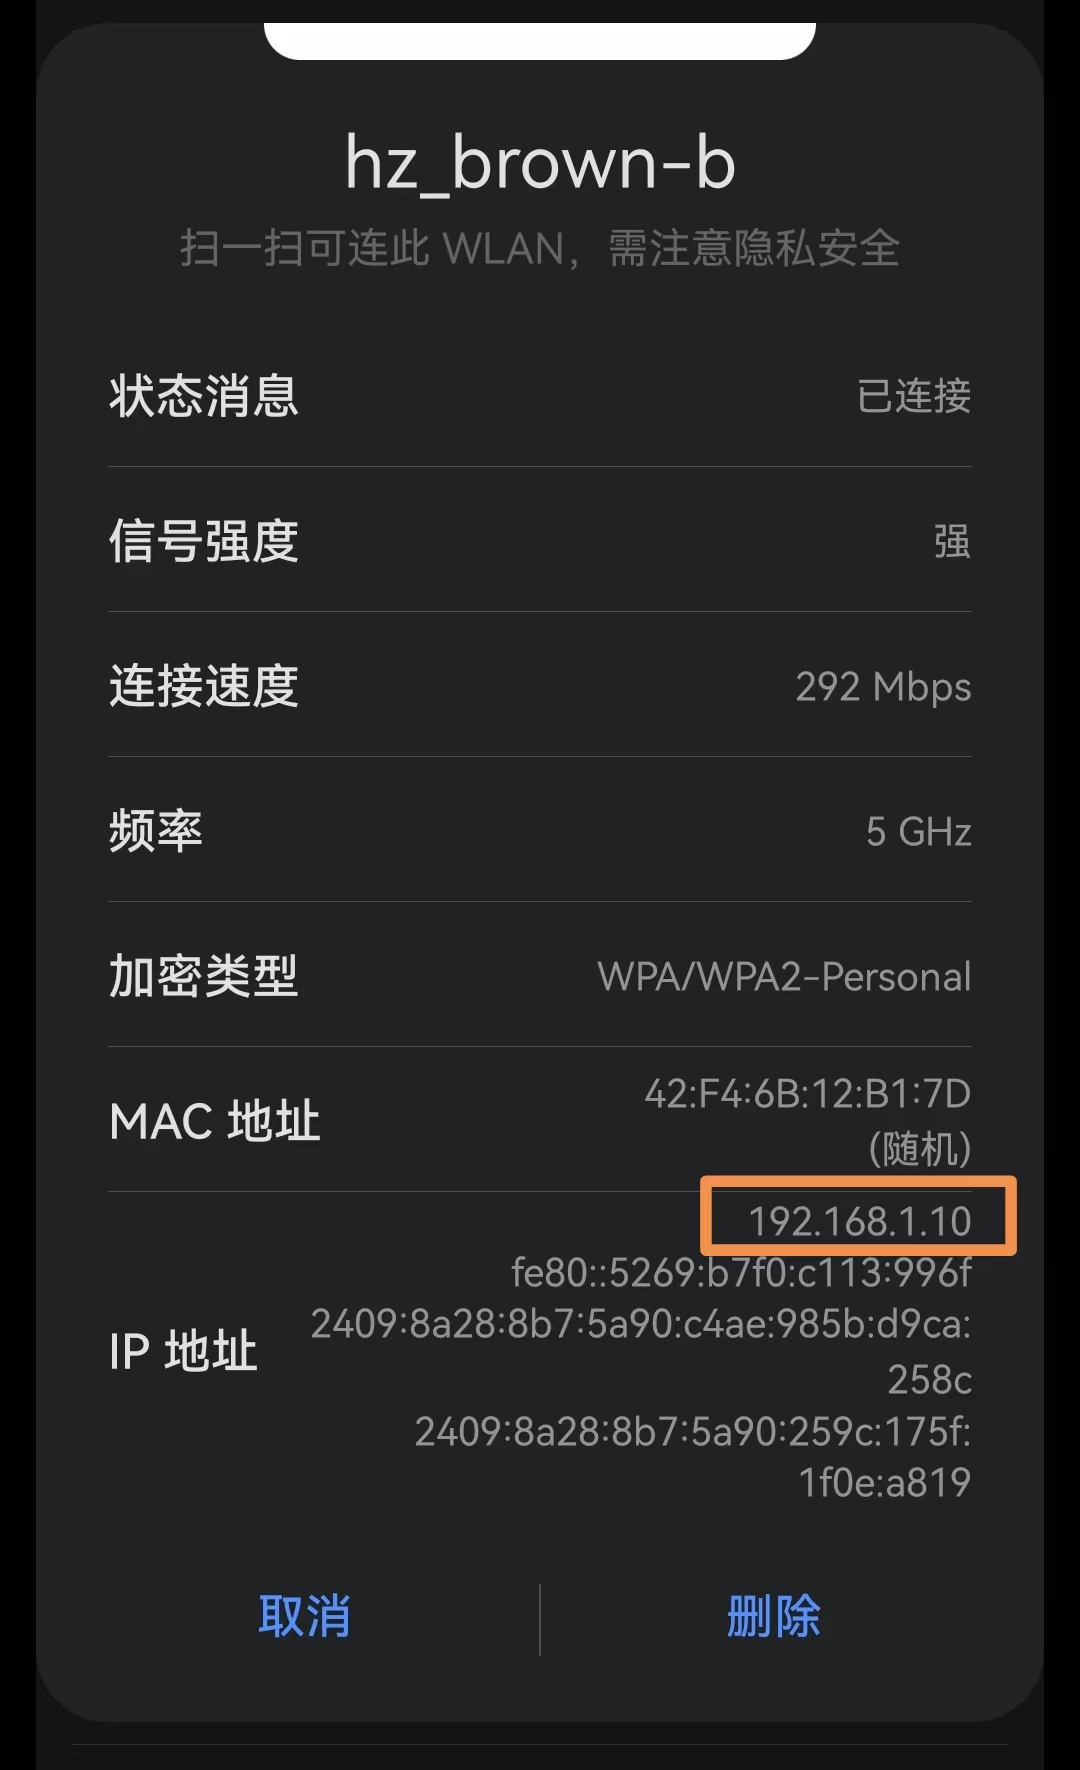 hz_brown-b
扫一扫可连此 WLAN，需注意隐私安全
状态消息
已连接
信号强度
强
连接速度
292 Mbps
频率
5 GHz
加密类型
WPA/WPA2-Personal
MAC 地址
42:F4:6B:12:B1:7D
(随机)
IP 地址
192.168.1.10
fe80::5269:b7f0:c113:996f
2409:8a28:8b7:5a90:c4ae:985b:d9ca:
258c
2409:8a28:8b7:5a90:259c:175f:
1f0e:a819
取消
删除